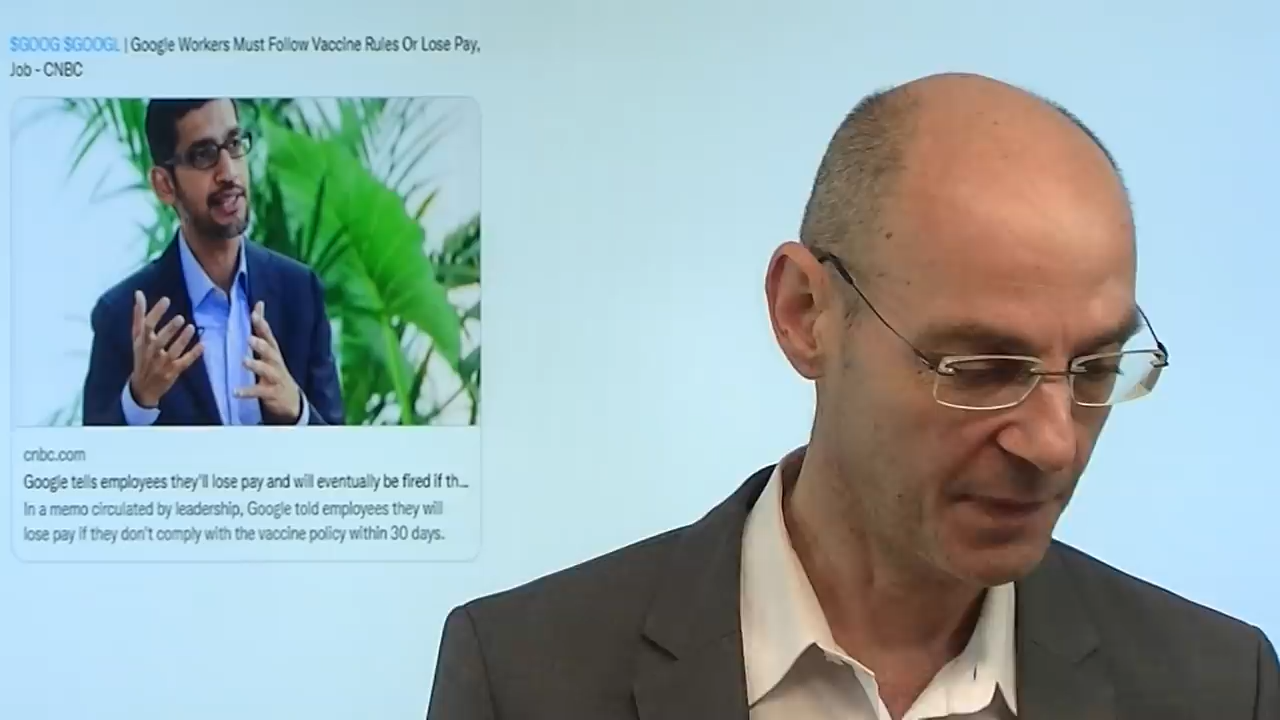 $GOOG $GOOGL | Google Workers Must Follow Vaccine Rules Or Lose Pay,
Job - CNBC
cnbc.com
Google tells employees they'll lose pay and will eventually be fired if th...
In a memo circulated by leadership, Google told employees they will
lose pay if they don't comply with the vaccine policy within 30 days.